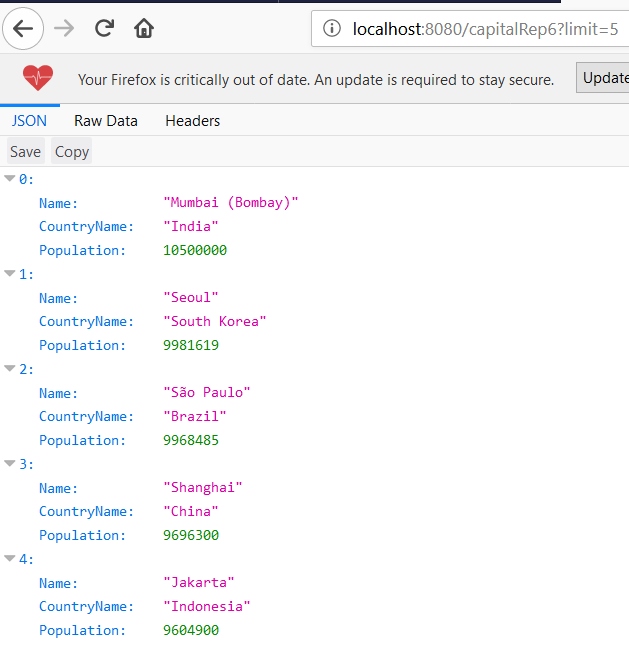 localhost:8080/capitalRep6?limit=5
Your Firefox is critically out of date. An update is required to stay secure. Update
JSON Raw Data Headers
Save Copy
0:
Name: "Mumbai (Bombay)"
CountryName: "India"
Population: 10500000
1:
Name: "Seoul"
CountryName: "South Korea"
Population: 9981619
2:
Name: "São Paulo"
CountryName: "Brazil"
Population: 9968485
3:
Name: "Shanghai"
CountryName: "China"
Population: 9696300
4:
Name: "Jakarta"
CountryName: "Indonesia"
Population: 9604900